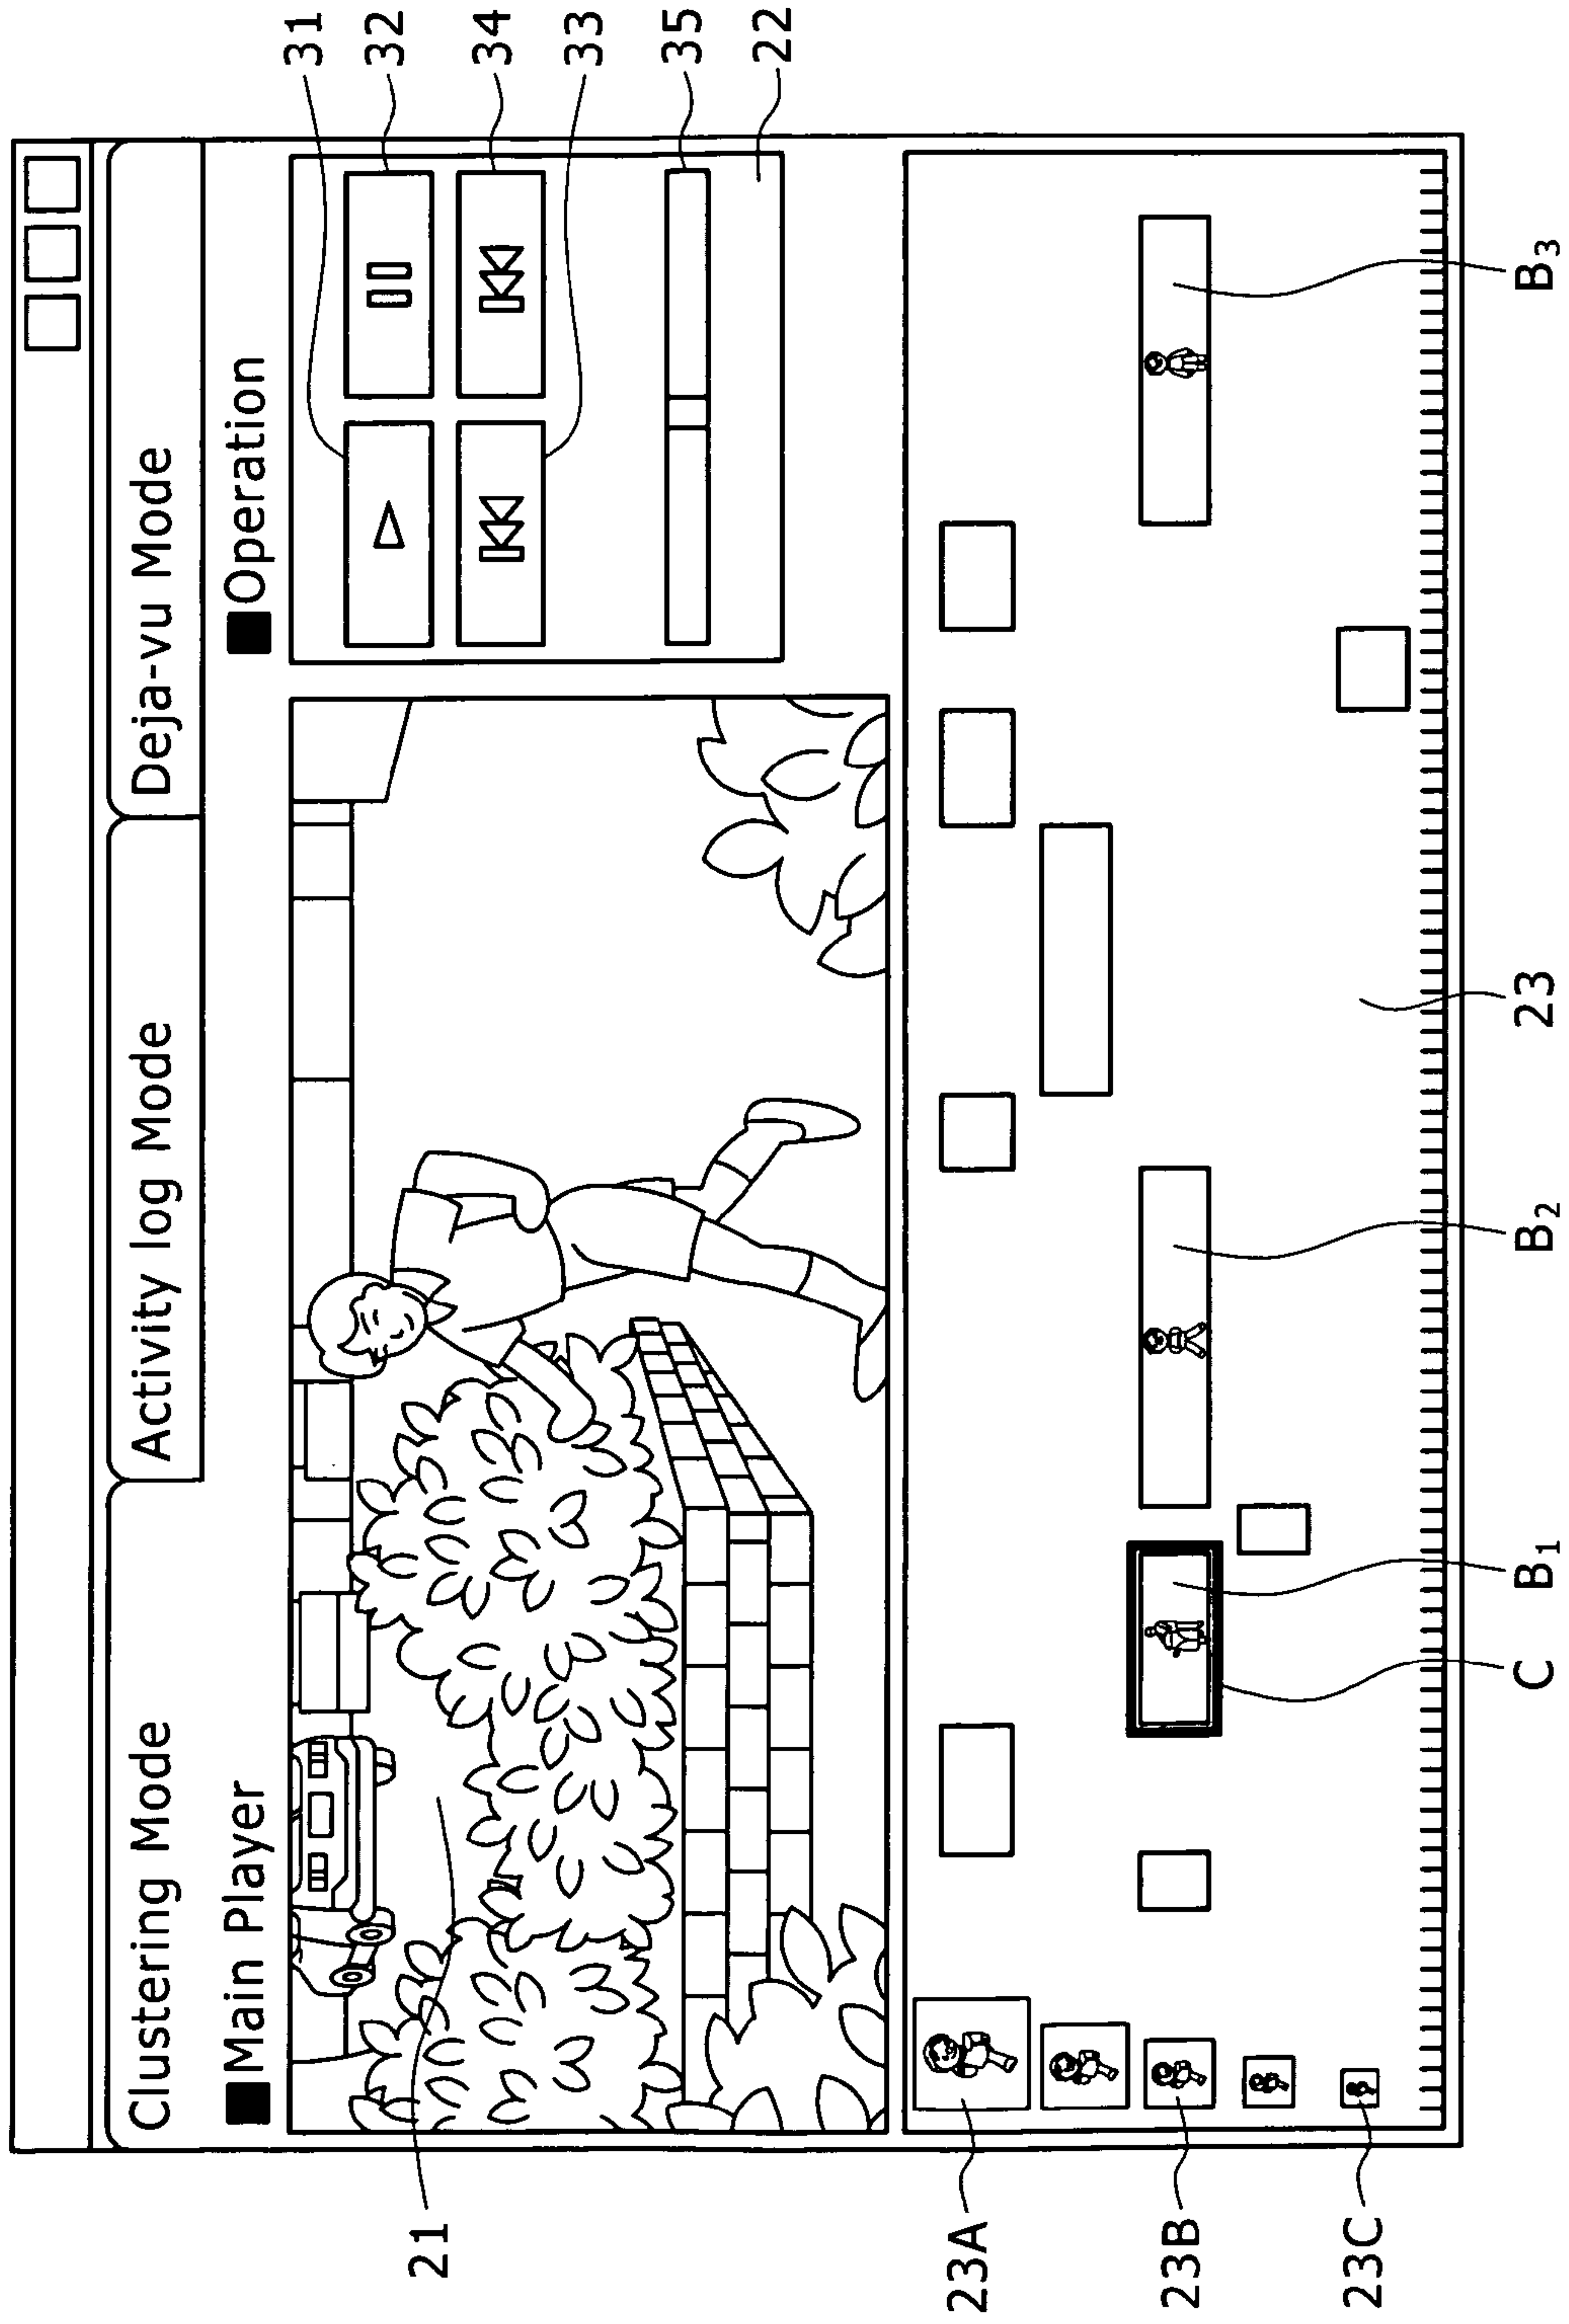 Clustering Mode Activity log Mode Deja-vu Mode
■Main Player ■Operation
31
32
34
33
35
22
21
23A
23B
23C
C B1 B2 23 B3